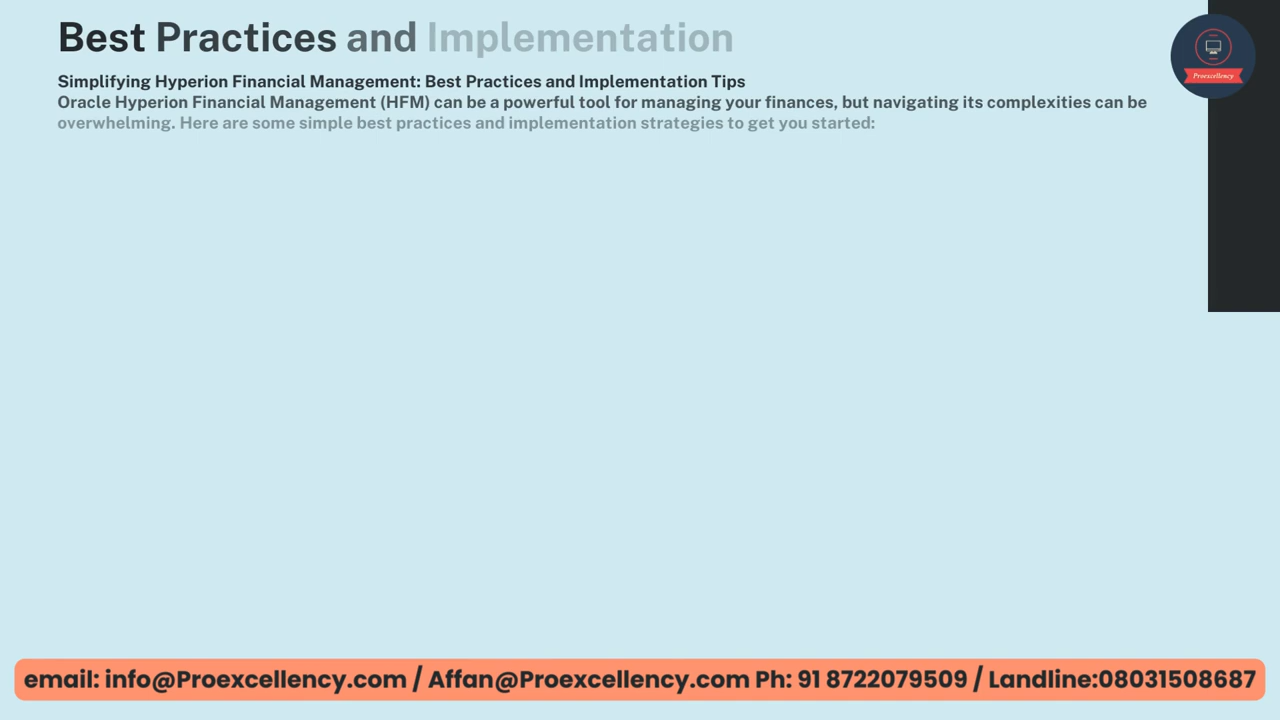 Best Practices and Implementation
Simplifying Hyperion Financial Management: Best Practices and Implementation Tips
Oracle Hyperion Financial Management (HFM) can be a powerful tool for managing your finances, but navigating its complexities can be
overwhelming. Here are some simple best practices and implementation strategies to get you started:
Proexcellency
email: info@Proexcellency.com / Affan@Proexcellency.com Ph: 91 8722079509 / Landline:08031508687